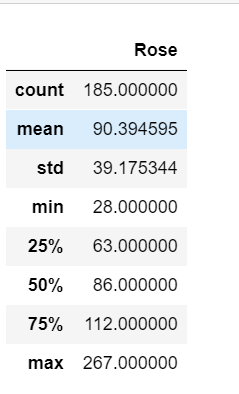 Rose
count 185.000000
mean 90.394595
std 39.175344
min 28.000000
25% 63.000000
50% 86.000000
75% 112.000000
max 267.000000